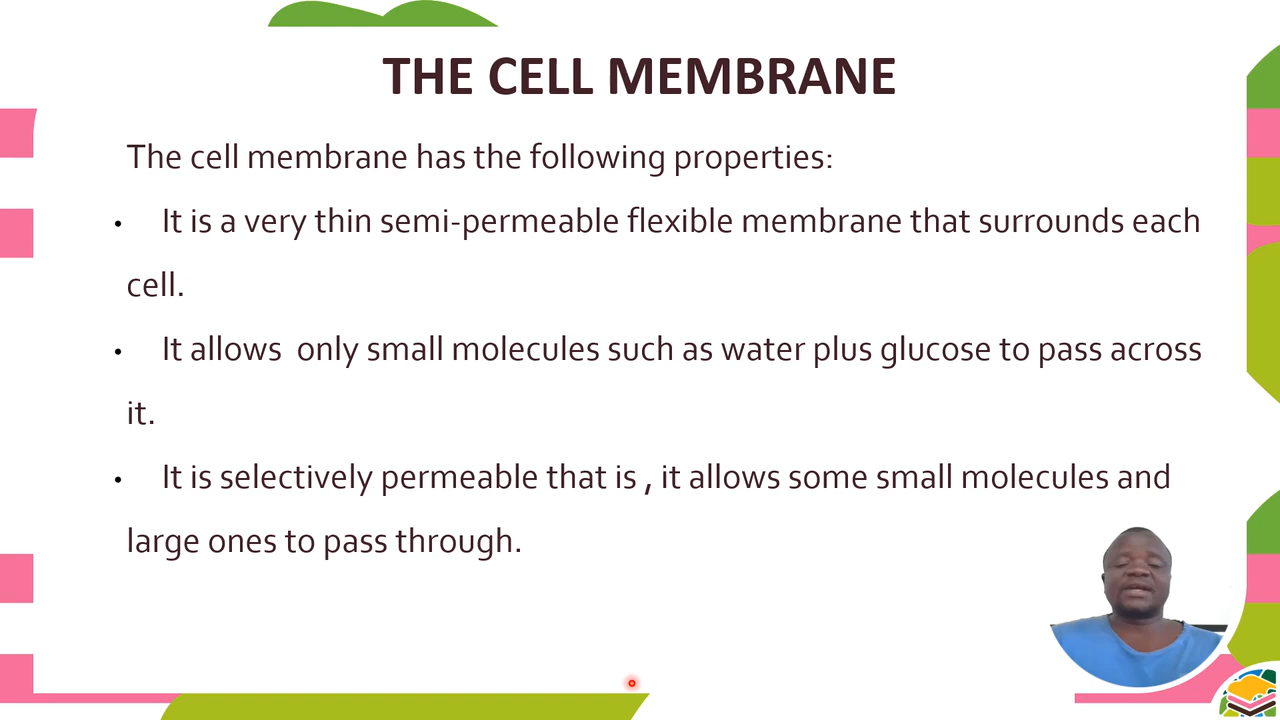 THE CELL MEMBRANE
The cell membrane has the following properties:
• It is a very thin semi-permeable flexible membrane that surrounds each
cell.
• It allows  only small molecules such as water plus glucose to pass across
it.
• It is selectively permeable that is , it allows some small molecules and
large ones to pass through.